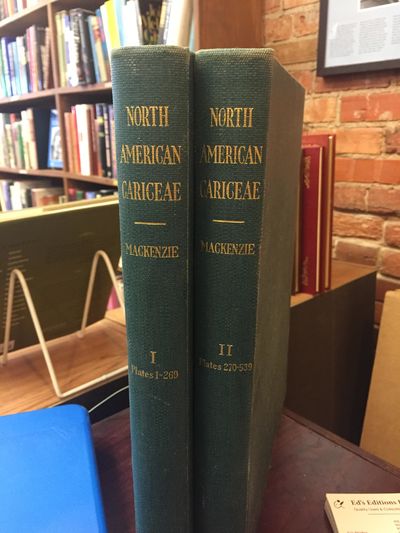 NORTH
AMERICAN
CARICEAE
MACKENZIE
I
Plates 1-269
NORTH
AMERICAN
CARICEAE
MACKENZIE
II
Plates 270-539
Ed's Editions